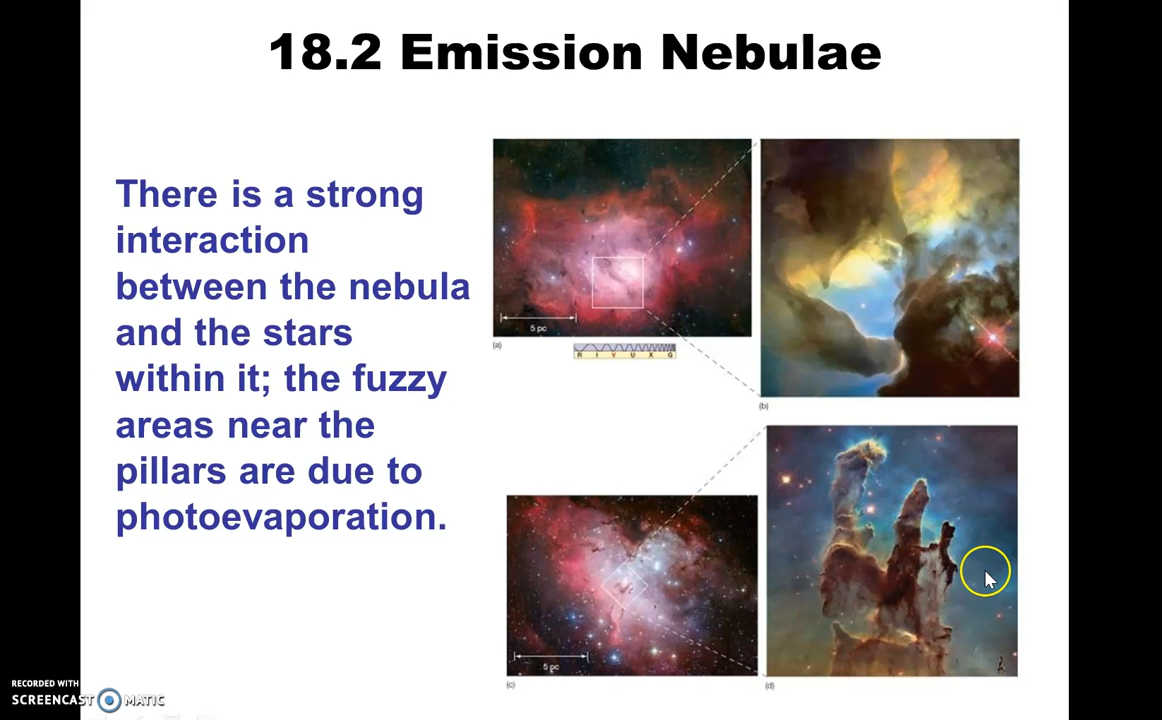 18.2 Emission Nebulae
There is a strong
interaction
between the nebula
and the stars
within it; the fuzzy
areas near the
pillars are due to
photoevaporation.
5 pc
(a)
R I V U X G
(b)
5 pc
(c)
(d)
RECORDED WITH
SCREENCAST MATIC